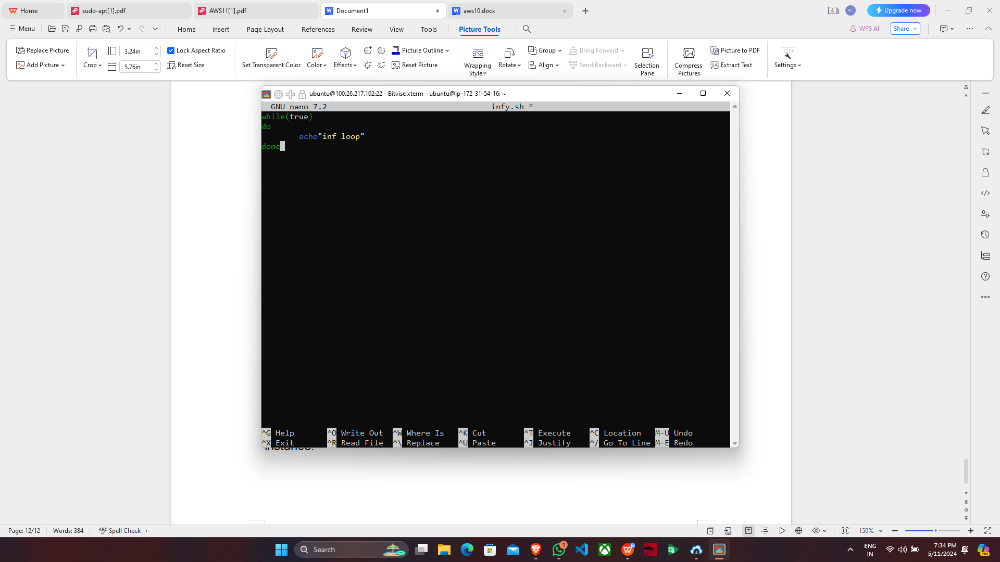 Home
sudo-apt[1].pdf
AWS11[1].pdf
Document1
aws10.docx
4
AC
Upgrade now
Menu
Home
Insert
Page Layout
References
Review
View
Tools
Picture Tools
WPS AI
Share
Replace Picture
Add Picture
Crop
3.24in
5.76in
Lock Aspect Ratio
Reset Size
Set Transparent Color
Color
Effects
Picture Outline
Reset Picture
Wrapping
Style
Rotate
Group
Align
Bring Forward
Send Backward
Selection
Pane
Compress
Pictures
Picture to PDF
Extract Text
Settings
ubuntu@100.26.217.102:22 - Bitvise xterm - ubuntu@ip-172-31-54-16: ~
GNU nano 7.2 infy.sh *
while(true)
do
echo"inf loop"
done
^G Help ^O Write Out ^W Where Is ^K Cut ^T Execute ^C Location M-U Undo
^X Exit ^R Read File ^\ Replace ^U Paste ^J Justify ^/ Go To Line M-E Redo
instance.
Page: 12/12
Words: 384
ABC Spell Check
150%
Search
1
ENG
IN
7:34 PM
5/11/2024
PRE